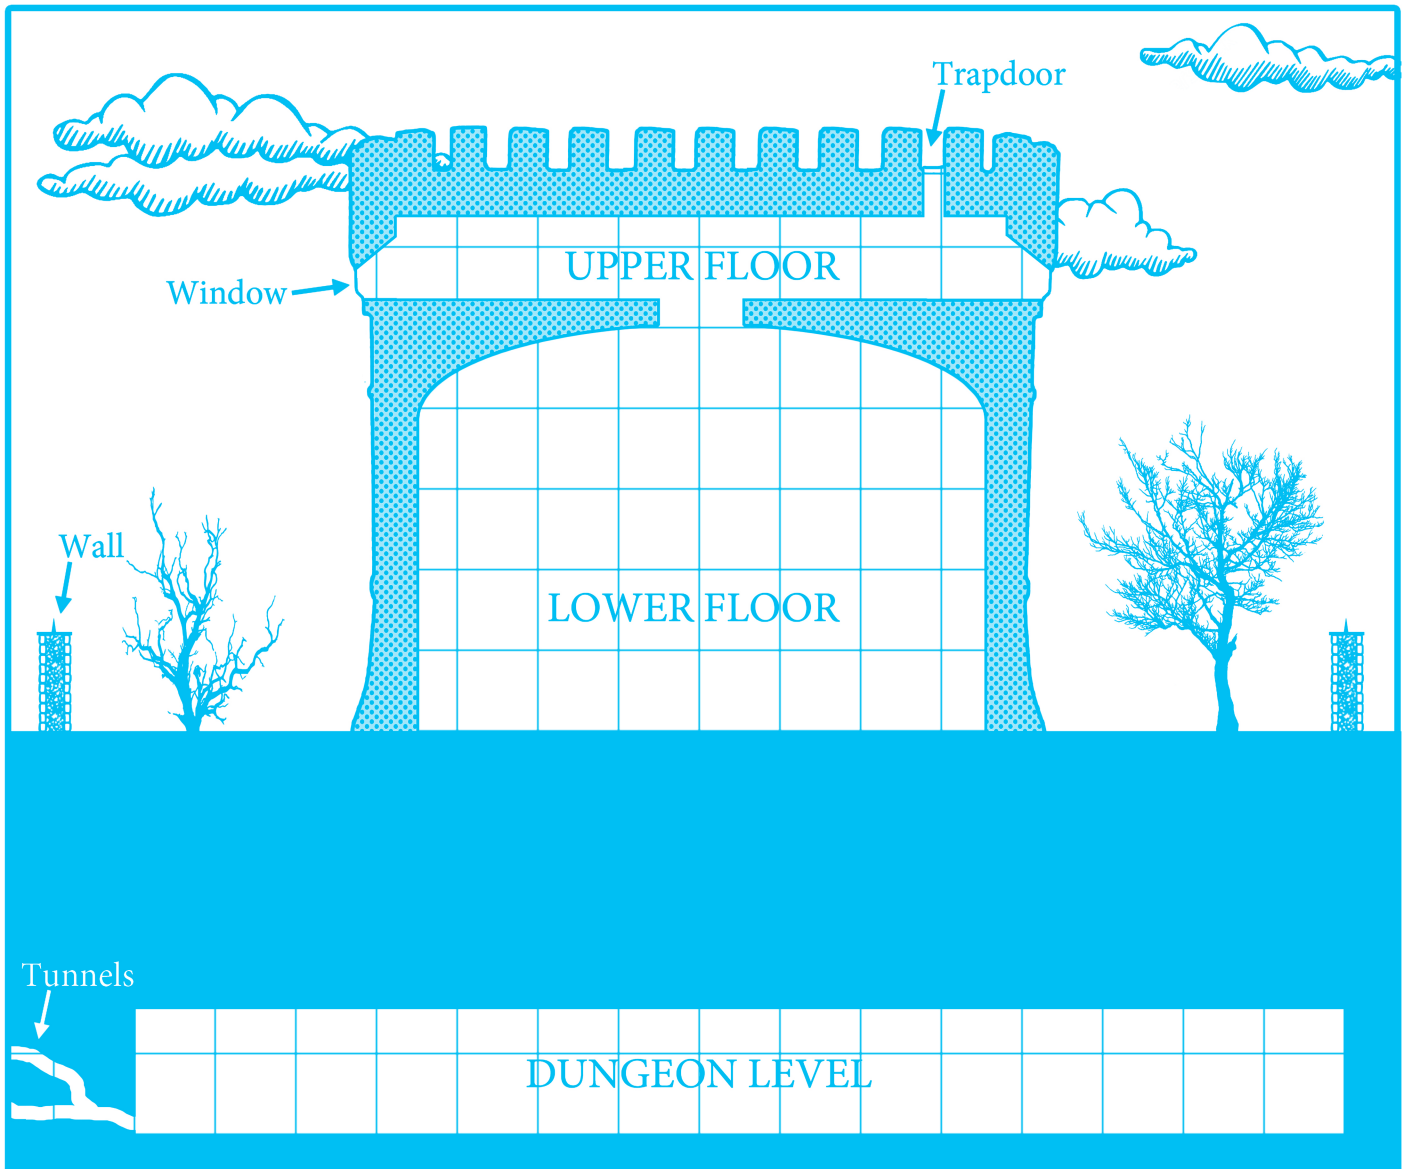 Trapdoor
UPPER FLOOR
Window
Wall
LOWER FLOOR
Tunnels
DUNGEON LEVEL